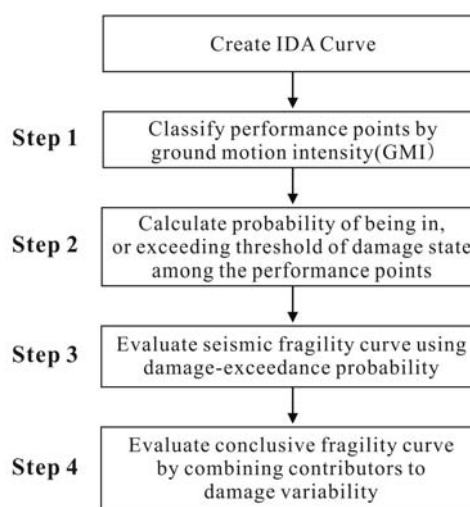 Create IDA Curve
Step 1
Classify performance points by
ground motion intensity(GMI)
Step 2
Calculate probability of being in,
or exceeding threshold of damage state
among the performance points
Step 3
Evaluate seismic fragility curve using
damage-exceedance probability
Step 4
Evaluate conclusive fragility curve
by combining contributors to
damage variability